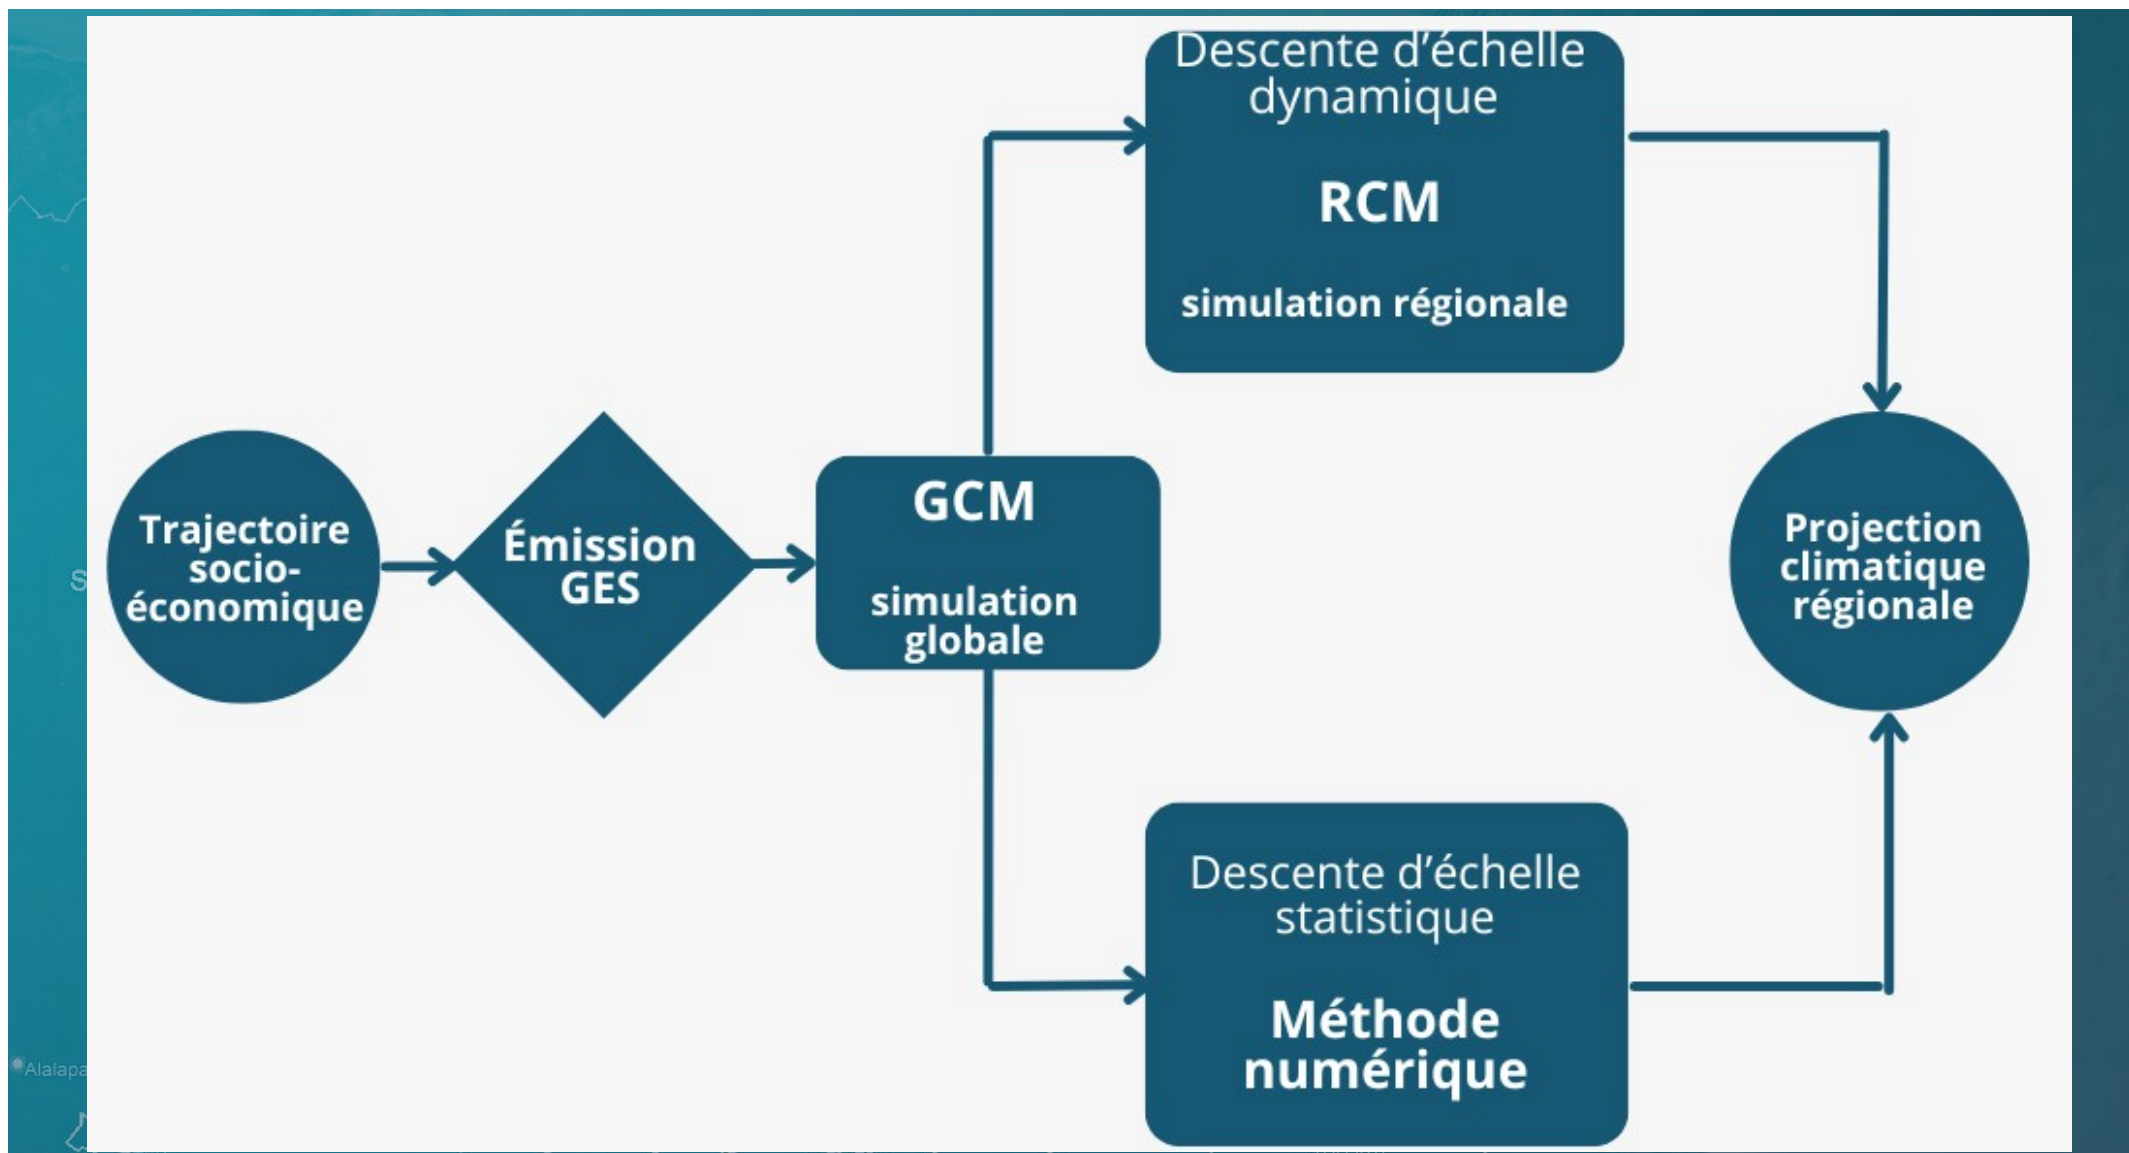 Descente d’échelle
dynamique
RCM
simulation régionale
Trajectoire
socio-
économique
Émission
GES
GCM
simulation
globale
Projection
climatique
régionale
Descente d’échelle
statistique
Méthode
numérique
S
Alalapa